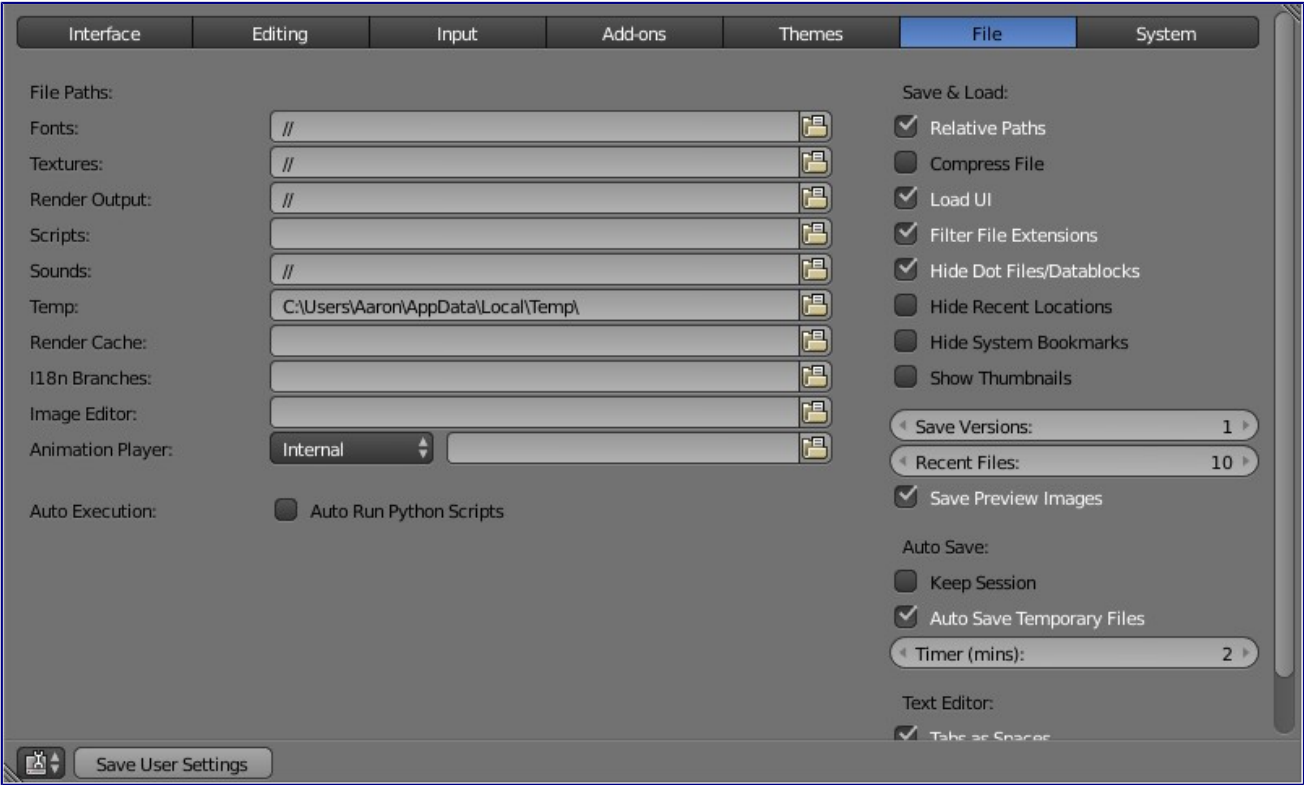 Interface Editing Input Add-ons Themes File System
File Paths:
Fonts: //
Textures: //
Render Output: //
Scripts:
Sounds: //
Temp: C:\Users\Aaron\AppData\Local\Temp\
Render Cache:
I18n Branches:
Image Editor:
Animation Player: Internal
Auto Execution: Auto Run Python Scripts
Save & Load:
Relative Paths
Compress File
Load UI
Filter File Extensions
Hide Dot Files/Datablocks
Hide Recent Locations
Hide System Bookmarks
Show Thumbnails
Save Versions: 1
Recent Files: 10
Save Preview Images
Auto Save:
Keep Session
Auto Save Temporary Files
Timer (mins): 2
Text Editor:
Tabs as Spaces
Save User Settings